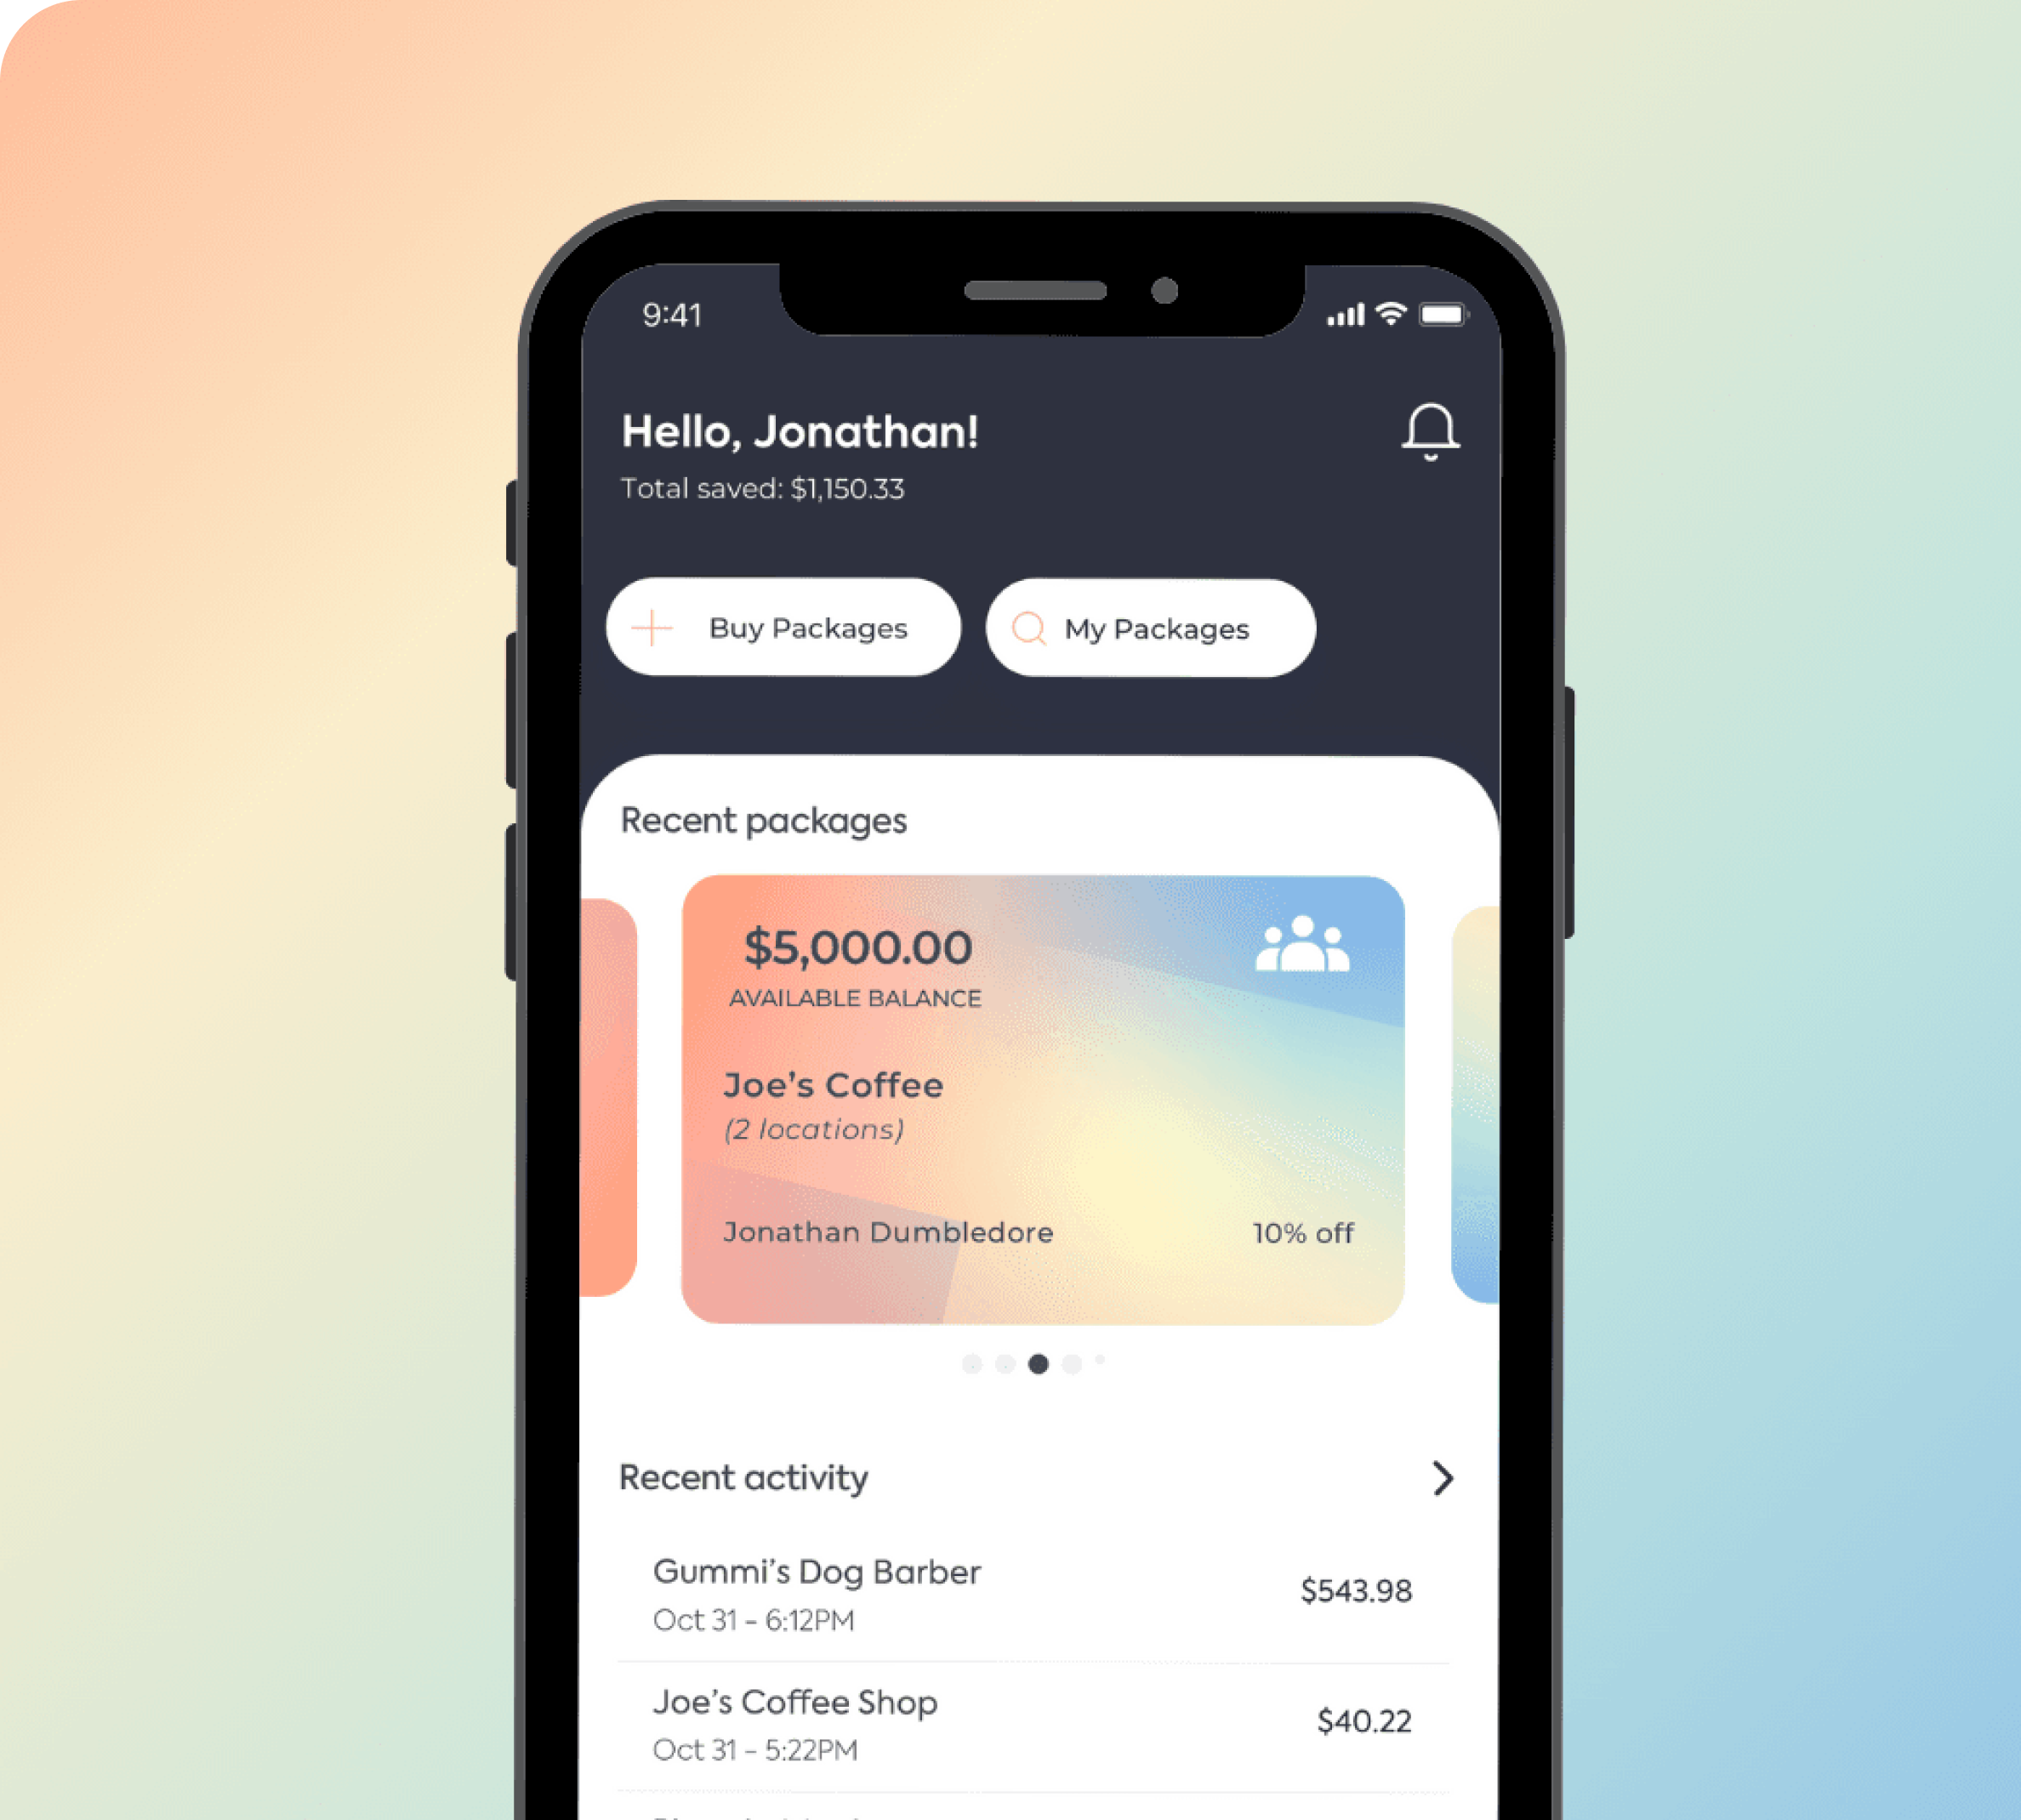 9:41
Hello, Jonathan!
Total saved: $1,150.33
Buy Packages
My Packages
Recent packages
$5,000.00
AVAILABLE BALANCE
Joe's Coffee
(2 locations)
Jonathan Dumbledore
10% off
Recent activity
Gummi's Dog Barber
$543.98
Oct 31 - 6:12PM
Joe's Coffee Shop
$40.22
Oct 31 - 5:22PM